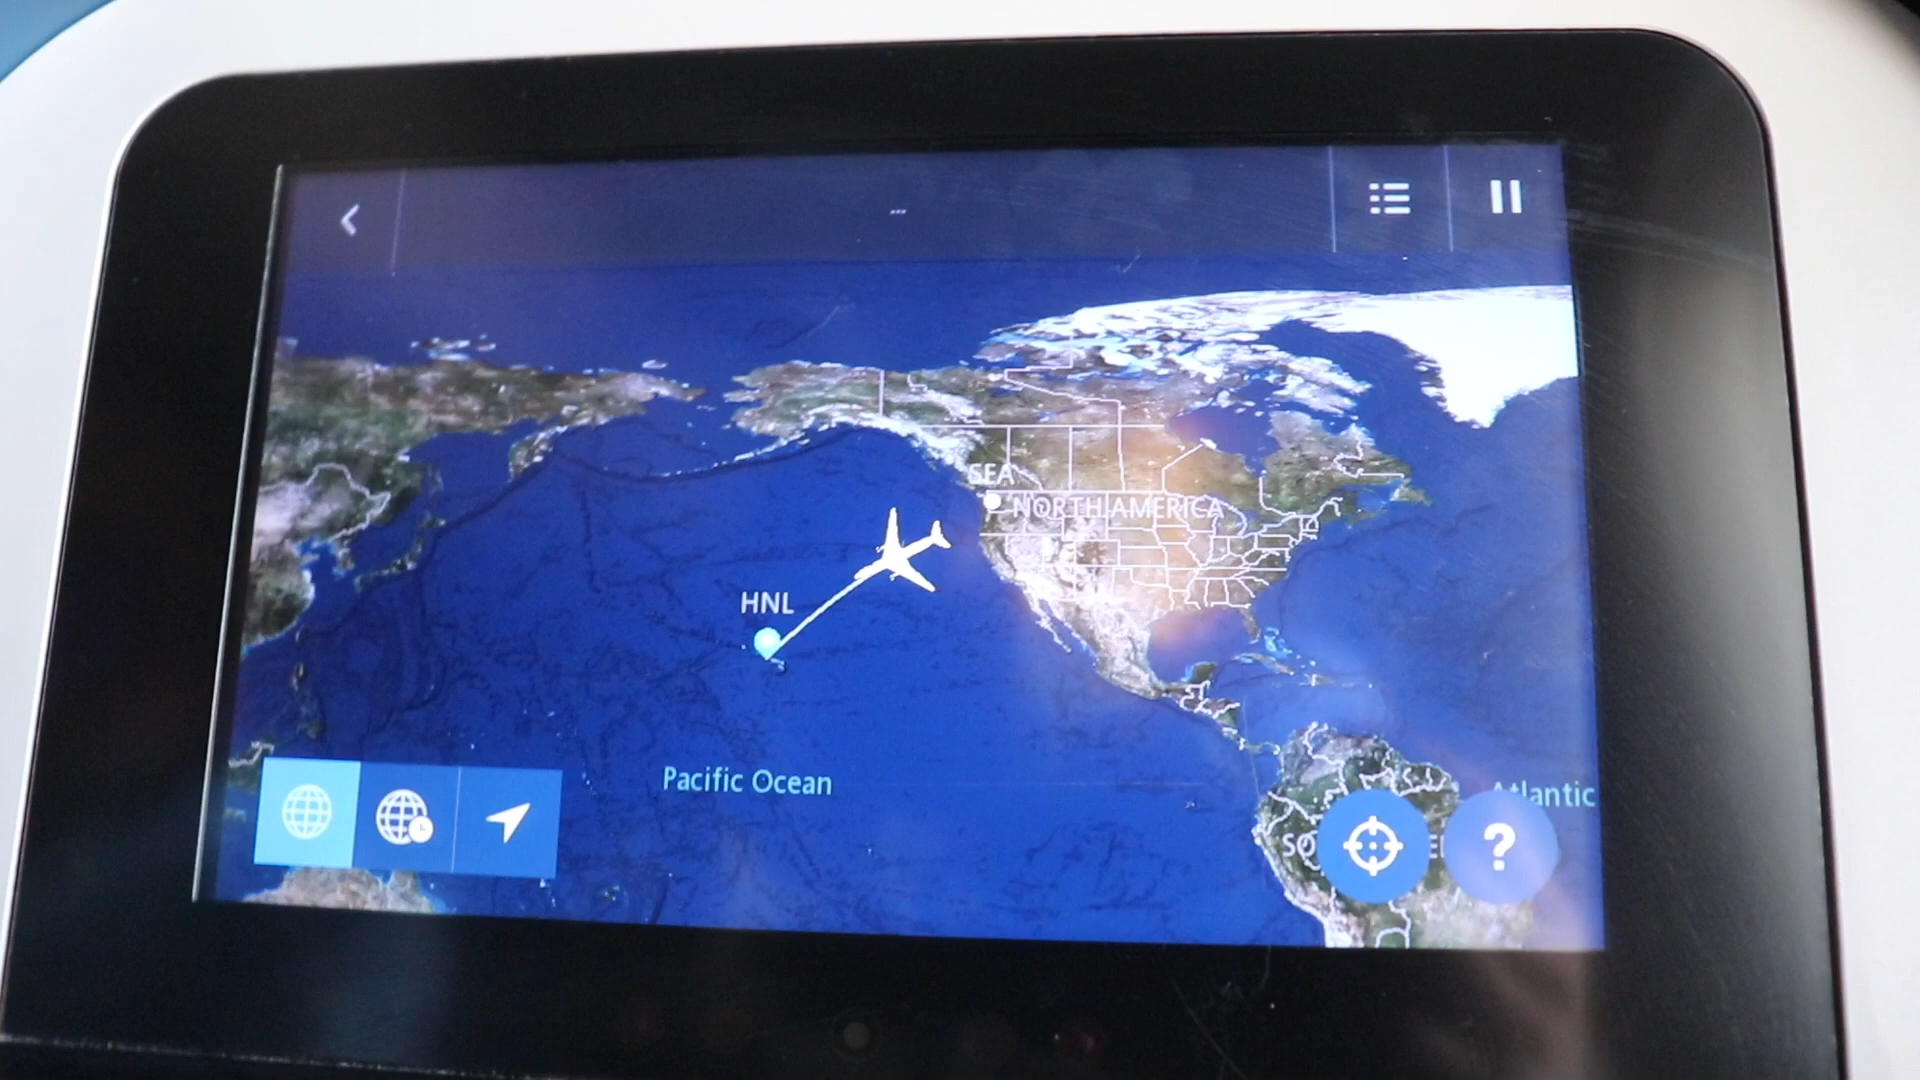 ...
SEA
NORTH AMERICA
HNL
Pacific Ocean
Atlantic
?